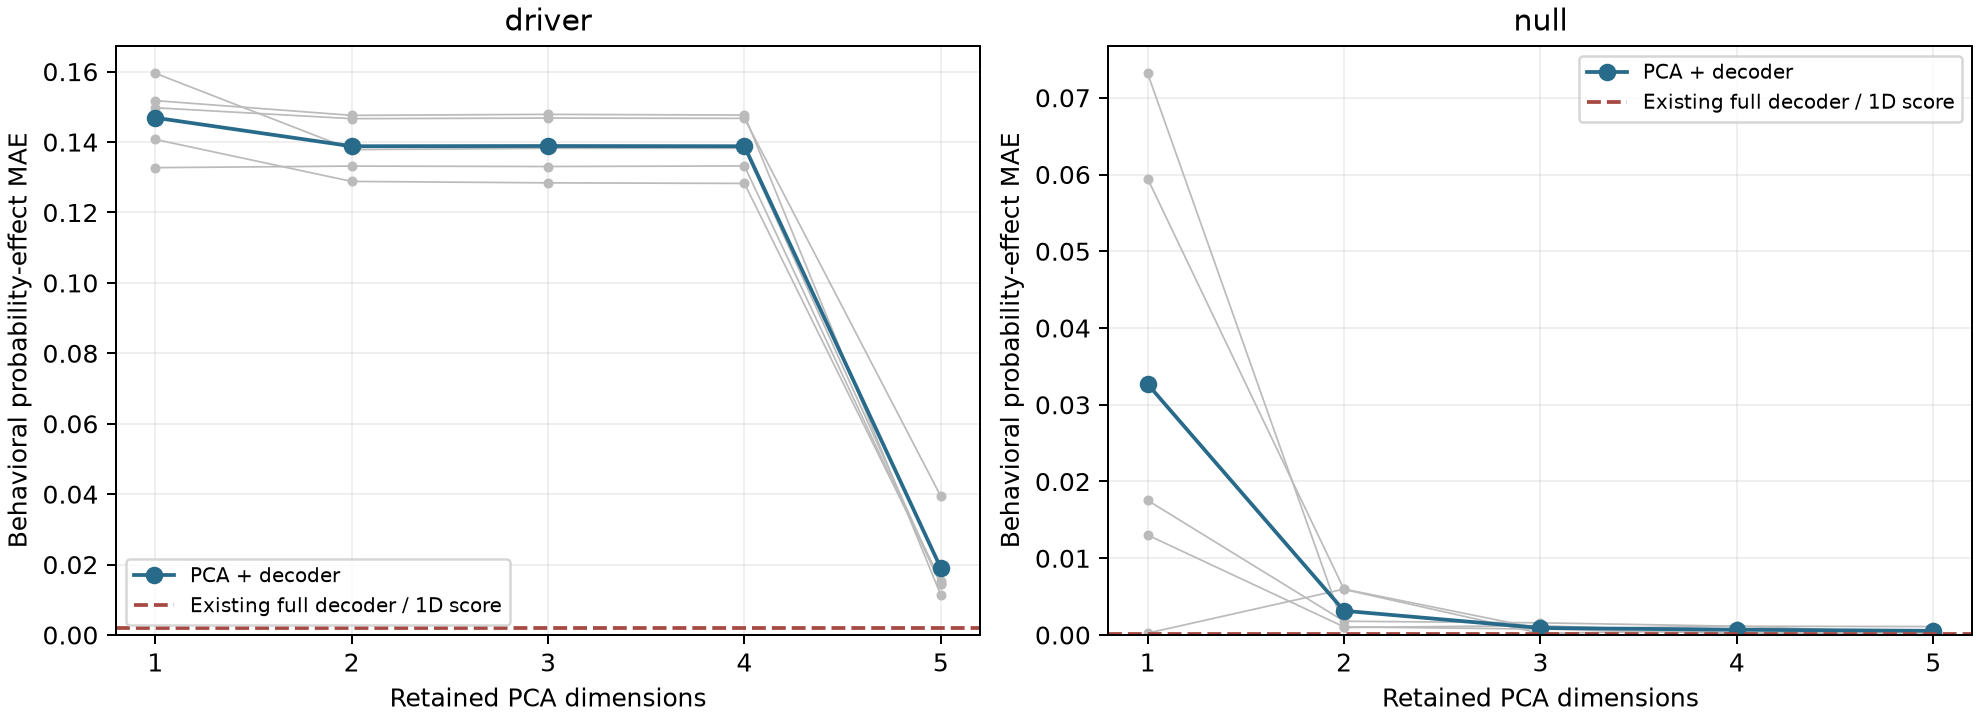 driver
Behavioral probability-effect MAE
0.16
0.14
0.12
0.10
0.08
0.06
0.04
0.02
0.00
PCA + decoder
Existing full decoder / 1D score
1 2 3 4 5
Retained PCA dimensions
null
Behavioral probability-effect MAE
0.07
0.06
0.05
0.04
0.03
0.02
0.01
0.00
PCA + decoder
Existing full decoder / 1D score
1 2 3 4 5
Retained PCA dimensions